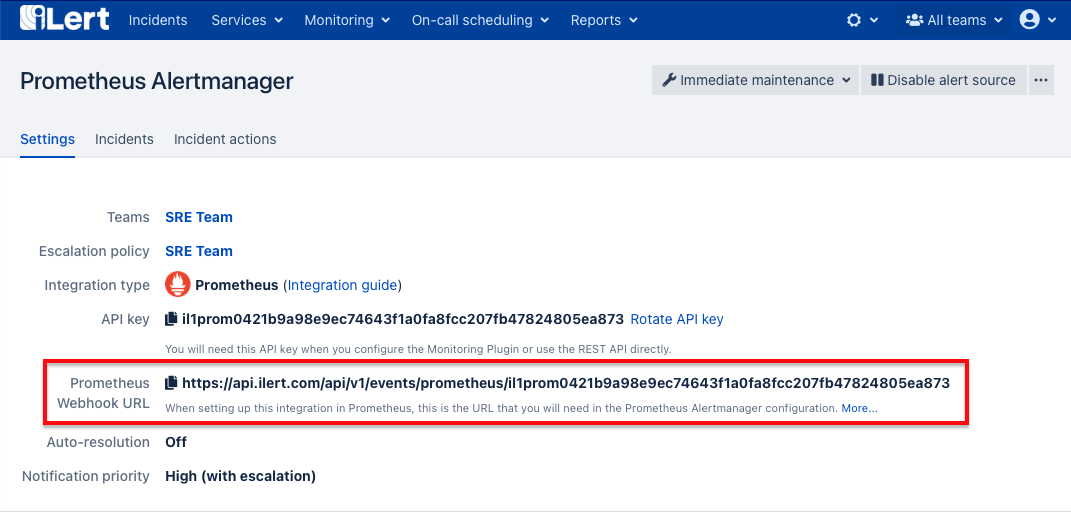 iLert Incidents Services Monitoring On-call scheduling Reports All teams
Prometheus Alertmanager Immediate maintenance Disable alert source
Settings Incidents Incident actions
Teams SRE Team
Escalation policy SRE Team
Integration type Prometheus (Integration guide)
API key il1prom0421b9a98e9ec74643f1a0fa8fcc207fb47824805ea873 Rotate API key
You will need this API key when you configure the Monitoring Plugin or use the REST API directly.
Prometheus https://api.ilert.com/api/v1/events/prometheus/il1prom0421b9a98e9ec74643f1a0fa8fcc207fb47824805ea873
Webhook URL When setting up this integration in Prometheus, this is the URL that you will need in the Prometheus Alertmanager configuration. More...
Auto-resolution Off
Notification priority High (with escalation)